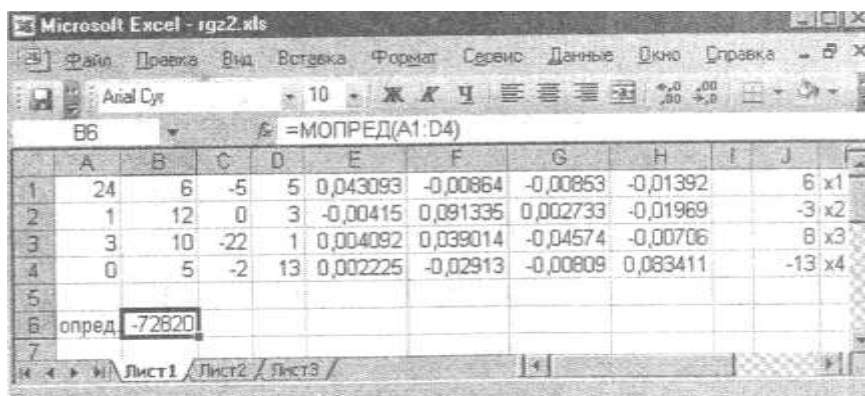 Microsoft Excel - rgz2.xls
Файл Правка Вид Вставка Формат Сервис Данные Окно Справка
Arial Cyr 10 Ж К Ч
B6 =МОПРЕД(A1:D4)
A B C D E F G H I J
1 24 6 -5 5 0,043093 -0,00864 -0,00853 -0,01392 6 x1
2 1 12 0 3 -0,00415 0,091335 0,002733 -0,01969 -3 x2
3 3 10 -22 1 0,004092 0,039014 -0,04574 -0,00706 8 x3
4 0 5 -2 13 0,002225 -0,02913 -0,00809 0,083411 -13 x4
5
6 опред -72820
7
Лист1 Лист2 Лист3